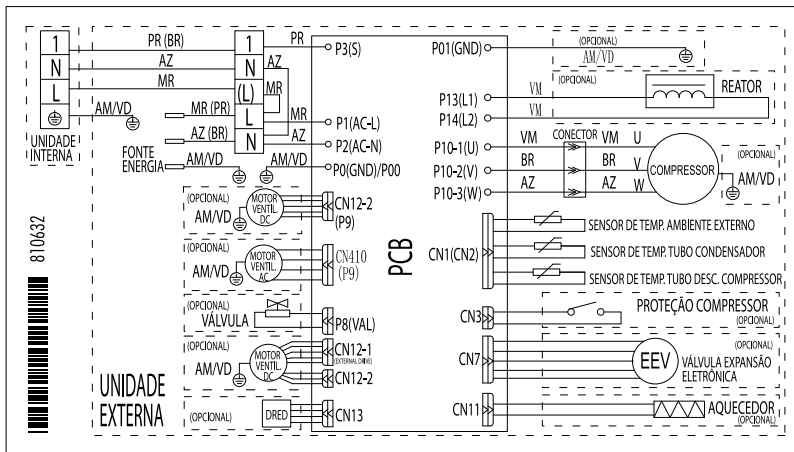 1
N
L
UNIDADE
INTERNA
PR (BR)
AZ
MR
AM/VD
1
N
(L)
L
N
PR
AZ
MR
MR (PR)
AZ (BR)
MR
AZ
FONTE
ENERGIA
AM/VD
AM/VD
P3(S)
P1(AC-L)
P2(AC-N)
P0(GND)/P00
(OPCIONAL)
AM/VD
MOTOR
VENTIL.
DC
CN12-2
(P9)
(OPCIONAL)
AM/VD
MOTOR
VENTIL.
AC
CN410
(P9)
(OPCIONAL)
VÁLVULA
P8(VAL)
(OPCIONAL)
AM/VD
MOTOR
VENTIL.
DC
CN12-1
(EXTERNAL DRIVE)
CN12-2
(OPCIONAL)
DRED
CN13
UNIDADE
EXTERNA
810632
PCB
P01(GND)
(OPCIONAL)
AM/VD
(OPCIONAL)
REATOR
P13(L1)
VM
P14(L2)
VM
P10-1(U)
P10-2(V)
P10-3(W)
VM
BR
AZ
CONECTOR
VM
BR
AZ
U
V
W
COMPRESSOR
(OPCIONAL)
AM/VD
CN1(CN2)
SENSOR DE TEMP. AMBIENTE EXTERNO
SENSOR DE TEMP. TUBO CONDENSADOR
SENSOR DE TEMP. TUBO DESC. COMPRESSOR
CN3
PROTEÇÃO COMPRESSOR
(OPCIONAL)
CN7
EEV
(OPCIONAL)
VÁLVULA EXPANSÃO
ELETRÔNICA
CN11
AQUECEDOR
(OPCIONAL)